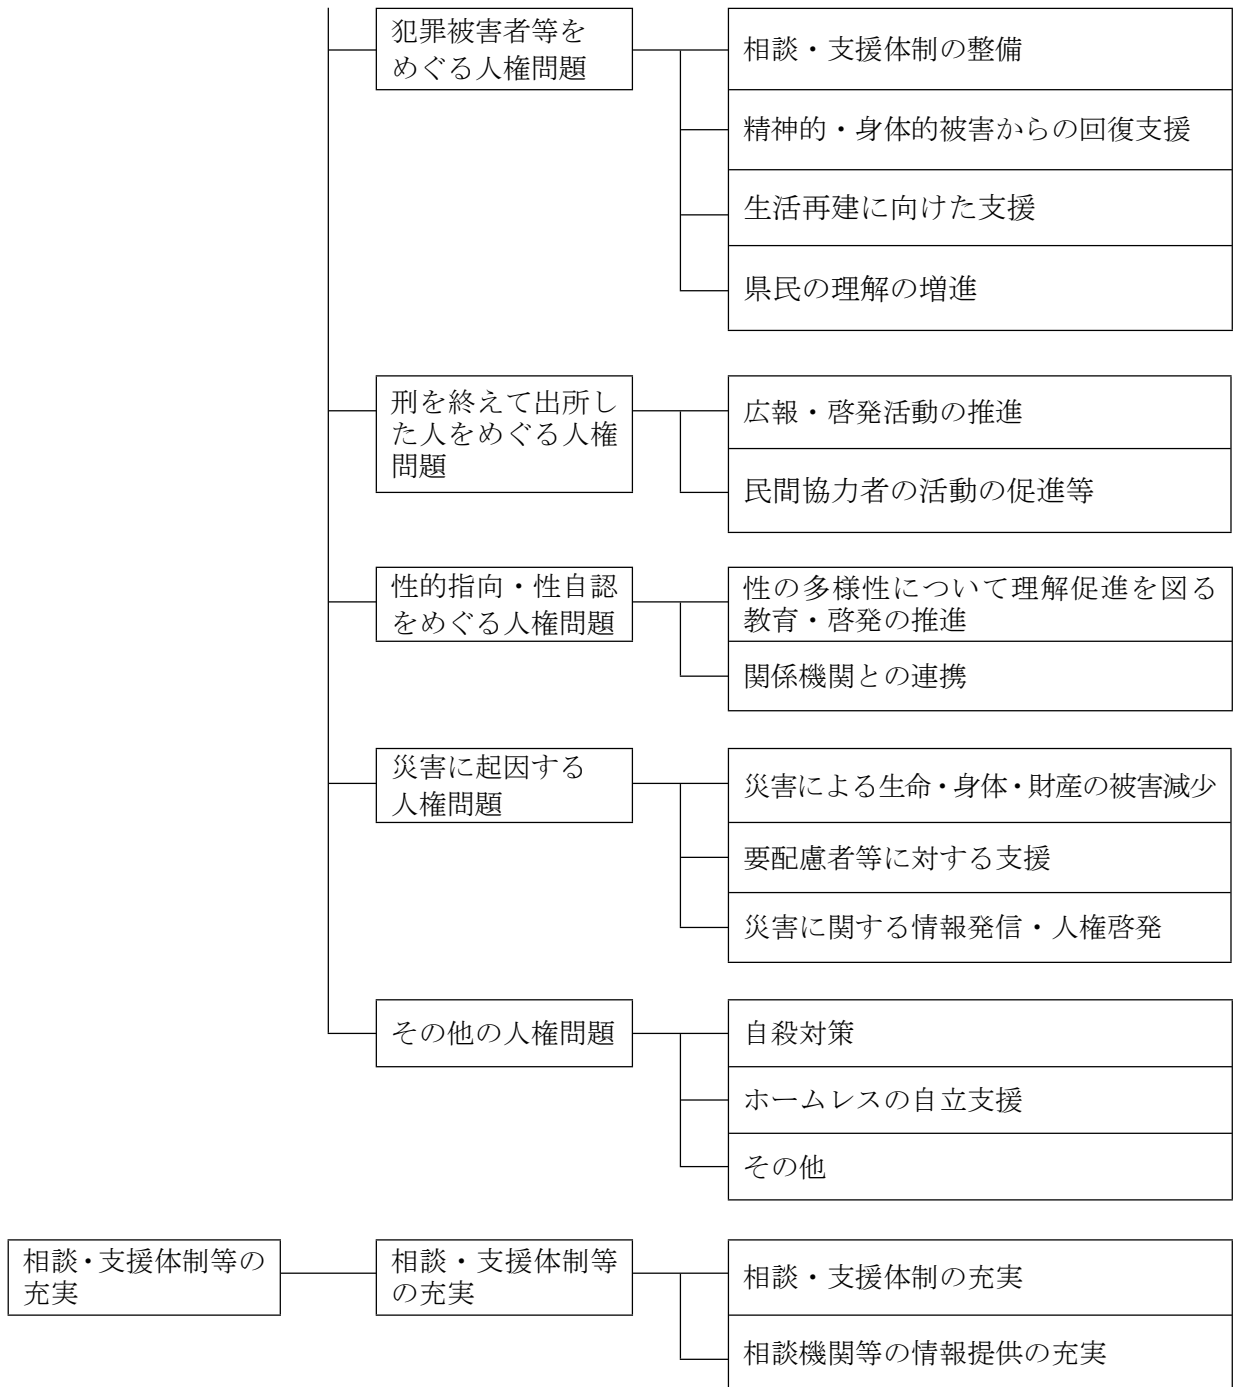 犯罪被害者等を
めぐる人権問題
相談・支援体制の整備
精神的・身体的被害からの回復支援
生活再建に向けた支援
県民の理解の増進
刑を終えて出所し
た人をめぐる人権
問題
広報・啓発活動の推進
民間協力者の活動の促進等
性的指向・性自認
をめぐる人権問題
性の多様性について理解促進を図る
教育・啓発の推進
関係機関との連携
災害に起因する
人権問題
災害による生命・身体・財産の被害減少
要配慮者等に対する支援
災害に関する情報発信・人権啓発
その他の人権問題
自殺対策
ホームレスの自立支援
その他
相談・支援体制等の
充実
相談・支援体制等
の充実
相談・支援体制の充実
相談機関等の情報提供の充実